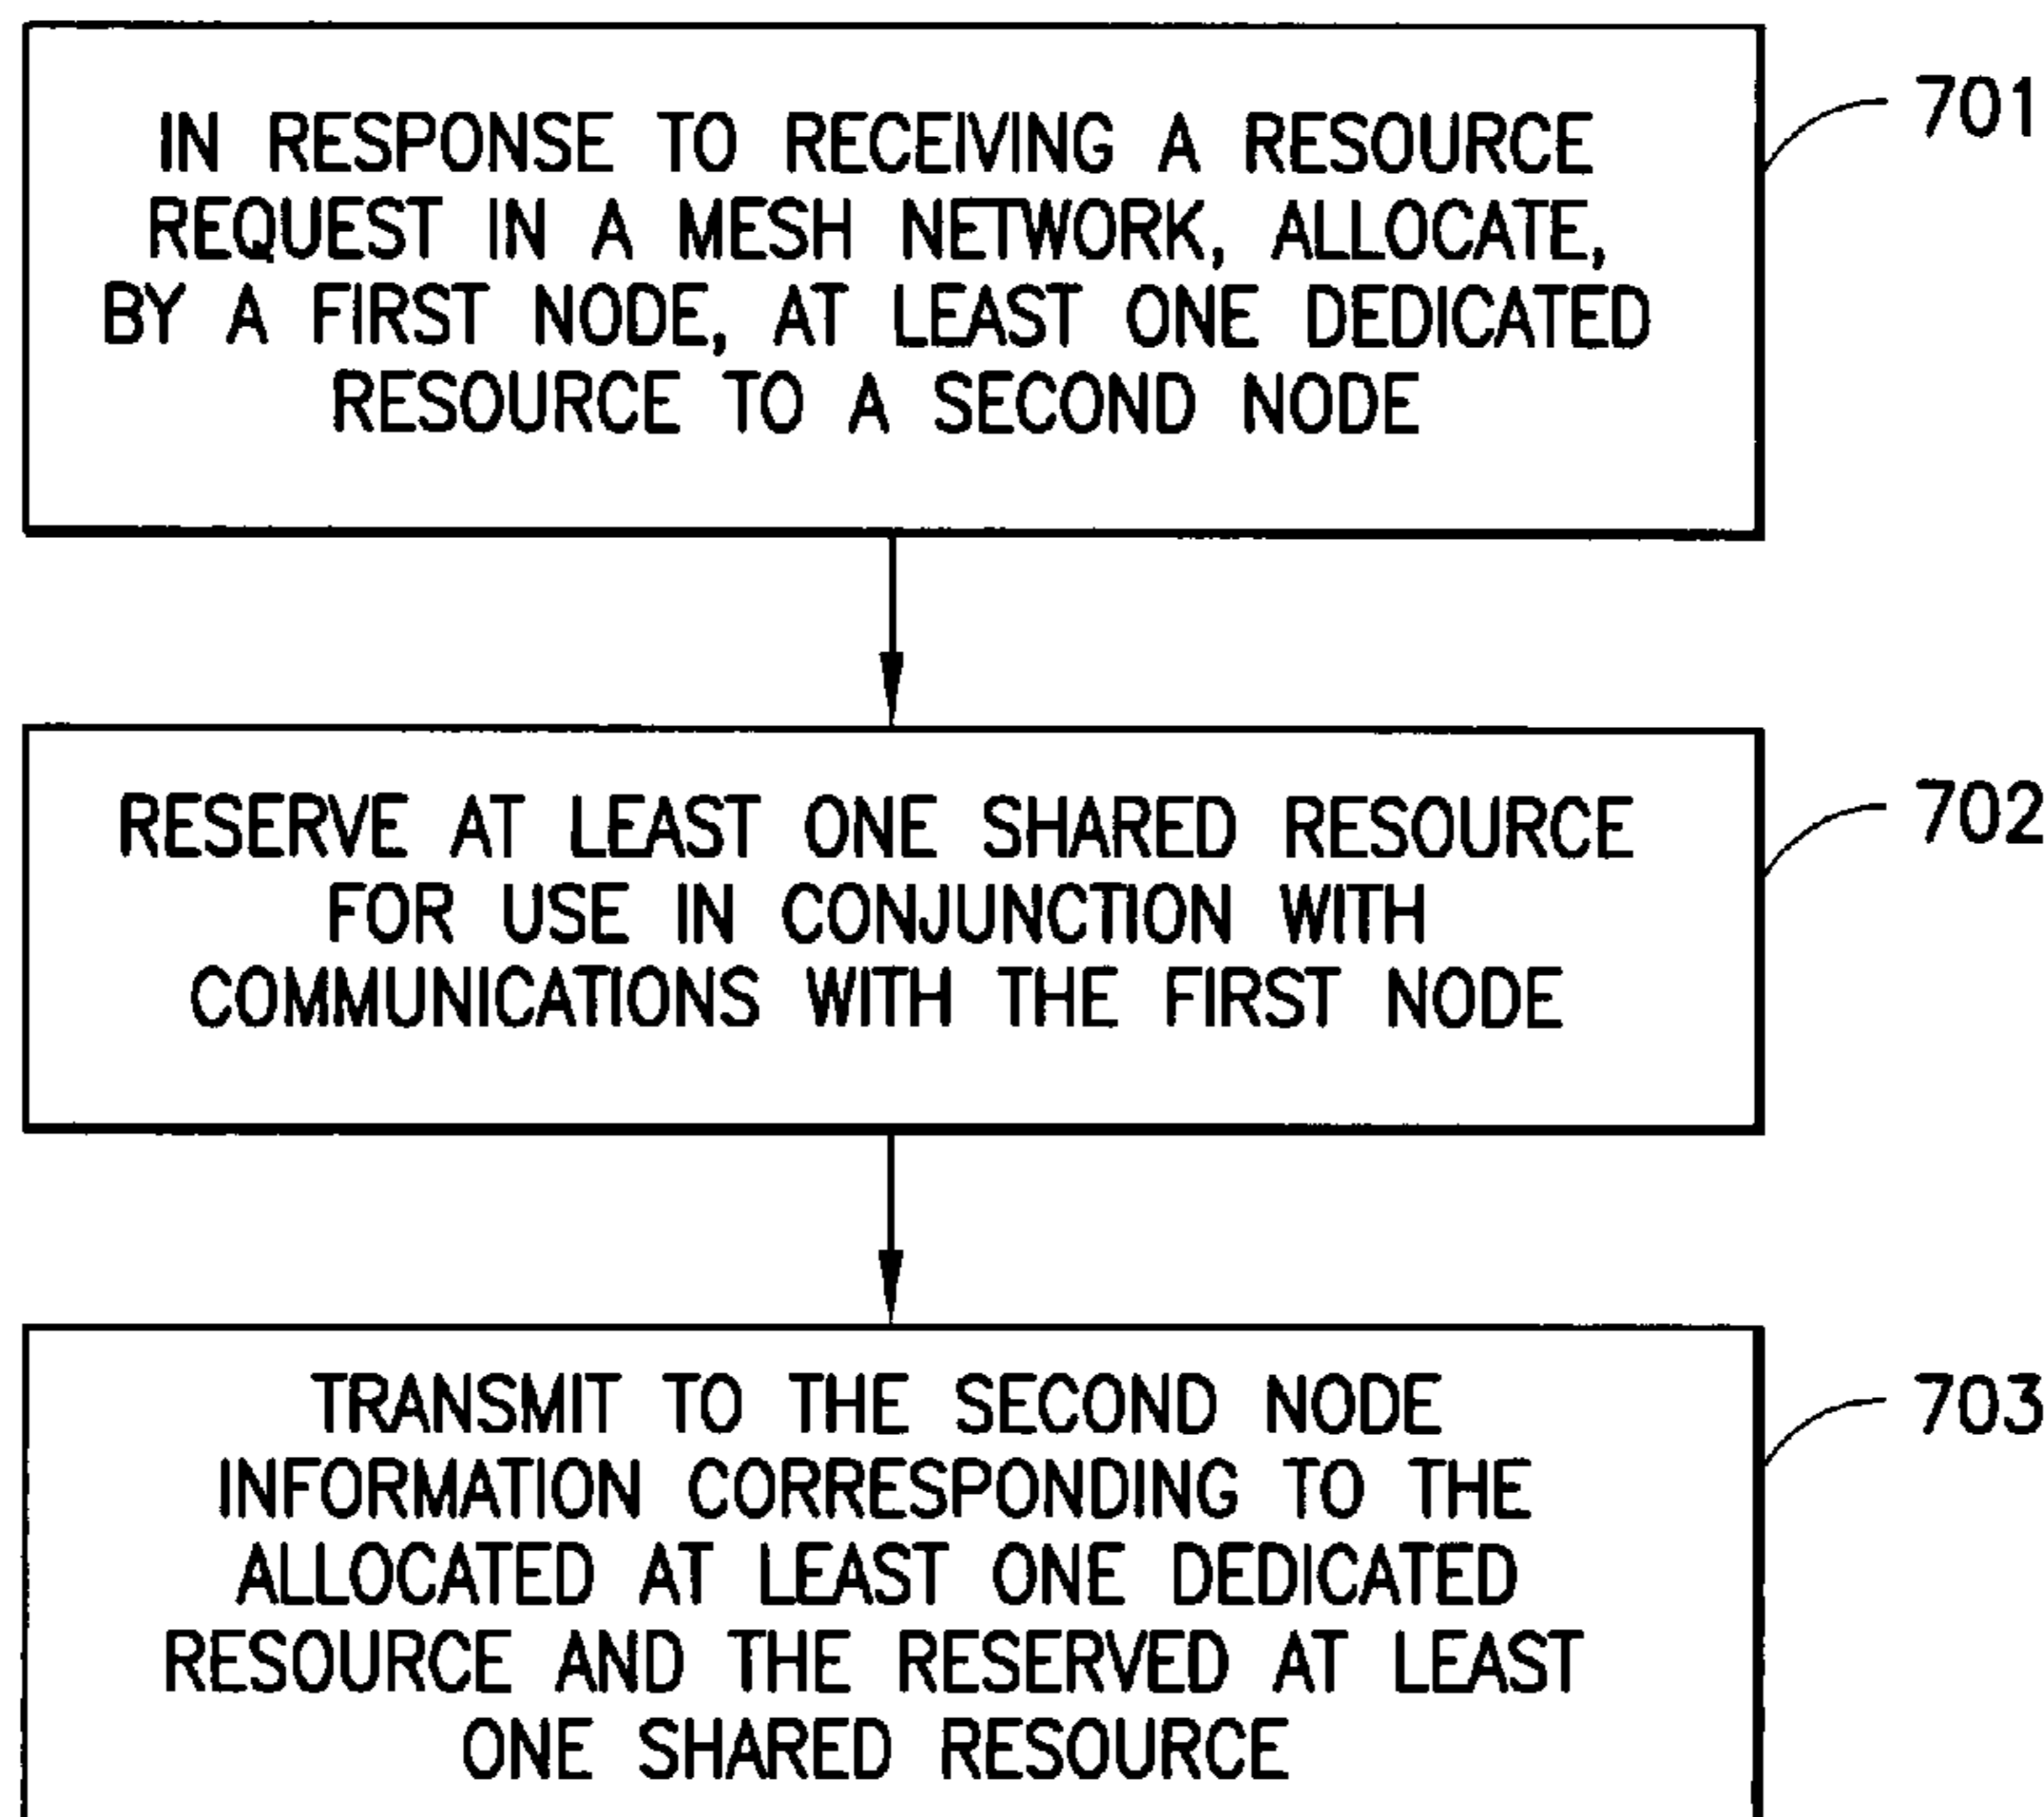 IN RESPONSE TO RECEIVING A RESOURCE
REQUEST IN A MESH NETWORK, ALLOCATE,
BY A FIRST NODE, AT LEAST ONE DEDICATED
RESOURCE TO A SECOND NODE
701
RESERVE AT LEAST ONE SHARED RESOURCE
FOR USE IN CONJUNCTION WITH
COMMUNICATIONS WITH THE FIRST NODE
702
TRANSMIT TO THE SECOND NODE
INFORMATION CORRESPONDING TO THE
ALLOCATED AT LEAST ONE DEDICATED
RESOURCE AND THE RESERVED AT LEAST
ONE SHARED RESOURCE
703